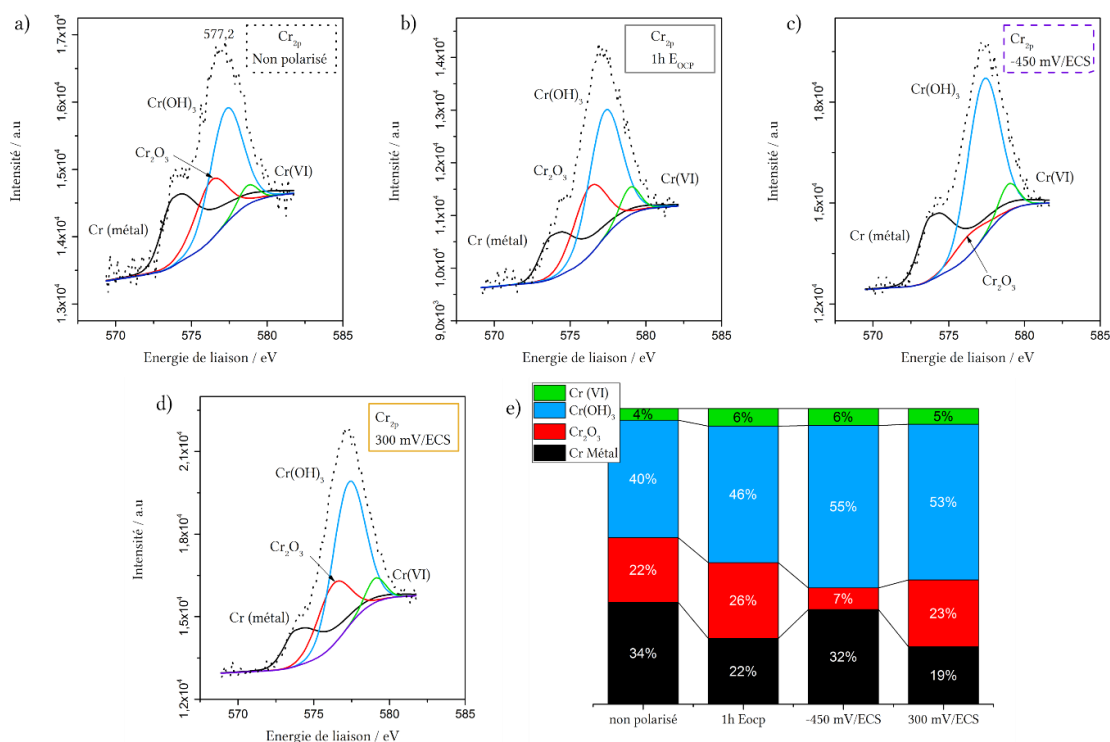 a)
577,2
Cr2p
Non polarisé
Cr(OH)3
Cr2O3
Cr(VI)
Cr (métal)
Intensité / a.u
1,7x10^4
1,6x10^4
1,5x10^4
1,4x10^4
1,3x10^4
570 575 580 585
Energie de liaison / eV
b)
Cr2p
1h EOCP
Cr(OH)3
Cr2O3
Cr(VI)
Cr (métal)
Intensité / a.u
1,4x10^4
1,3x10^4
1,2x10^4
1,1x10^4
1,0x10^4
9,0x10^3
570 575 580 585
Energie de liaison / eV
c)
Cr2p
-450 mV/ECS
Cr(OH)3
Cr(VI)
Cr (métal)
Cr2O3
Intensité / a.u
1,8x10^4
1,5x10^4
1,2x10^4
570 575 580 585
Energie de liaison / eV
d)
Cr2p
300 mV/ECS
Cr(OH)3
Cr2O3
Cr(VI)
Cr (métal)
Intensité / a.u
2,1x10^4
1,8x10^4
1,5x10^4
1,2x10^4
570 575 580 585
Energie de liaison / eV
e)
Cr (VI)
Cr(OH)3
Cr2O3
Cr Métal
4% 6% 6% 5%
40% 46% 55% 53%
22% 26% 7% 23%
34% 22% 32% 19%
non polarisé 1h Eocp -450 mV/ECS 300 mV/ECS